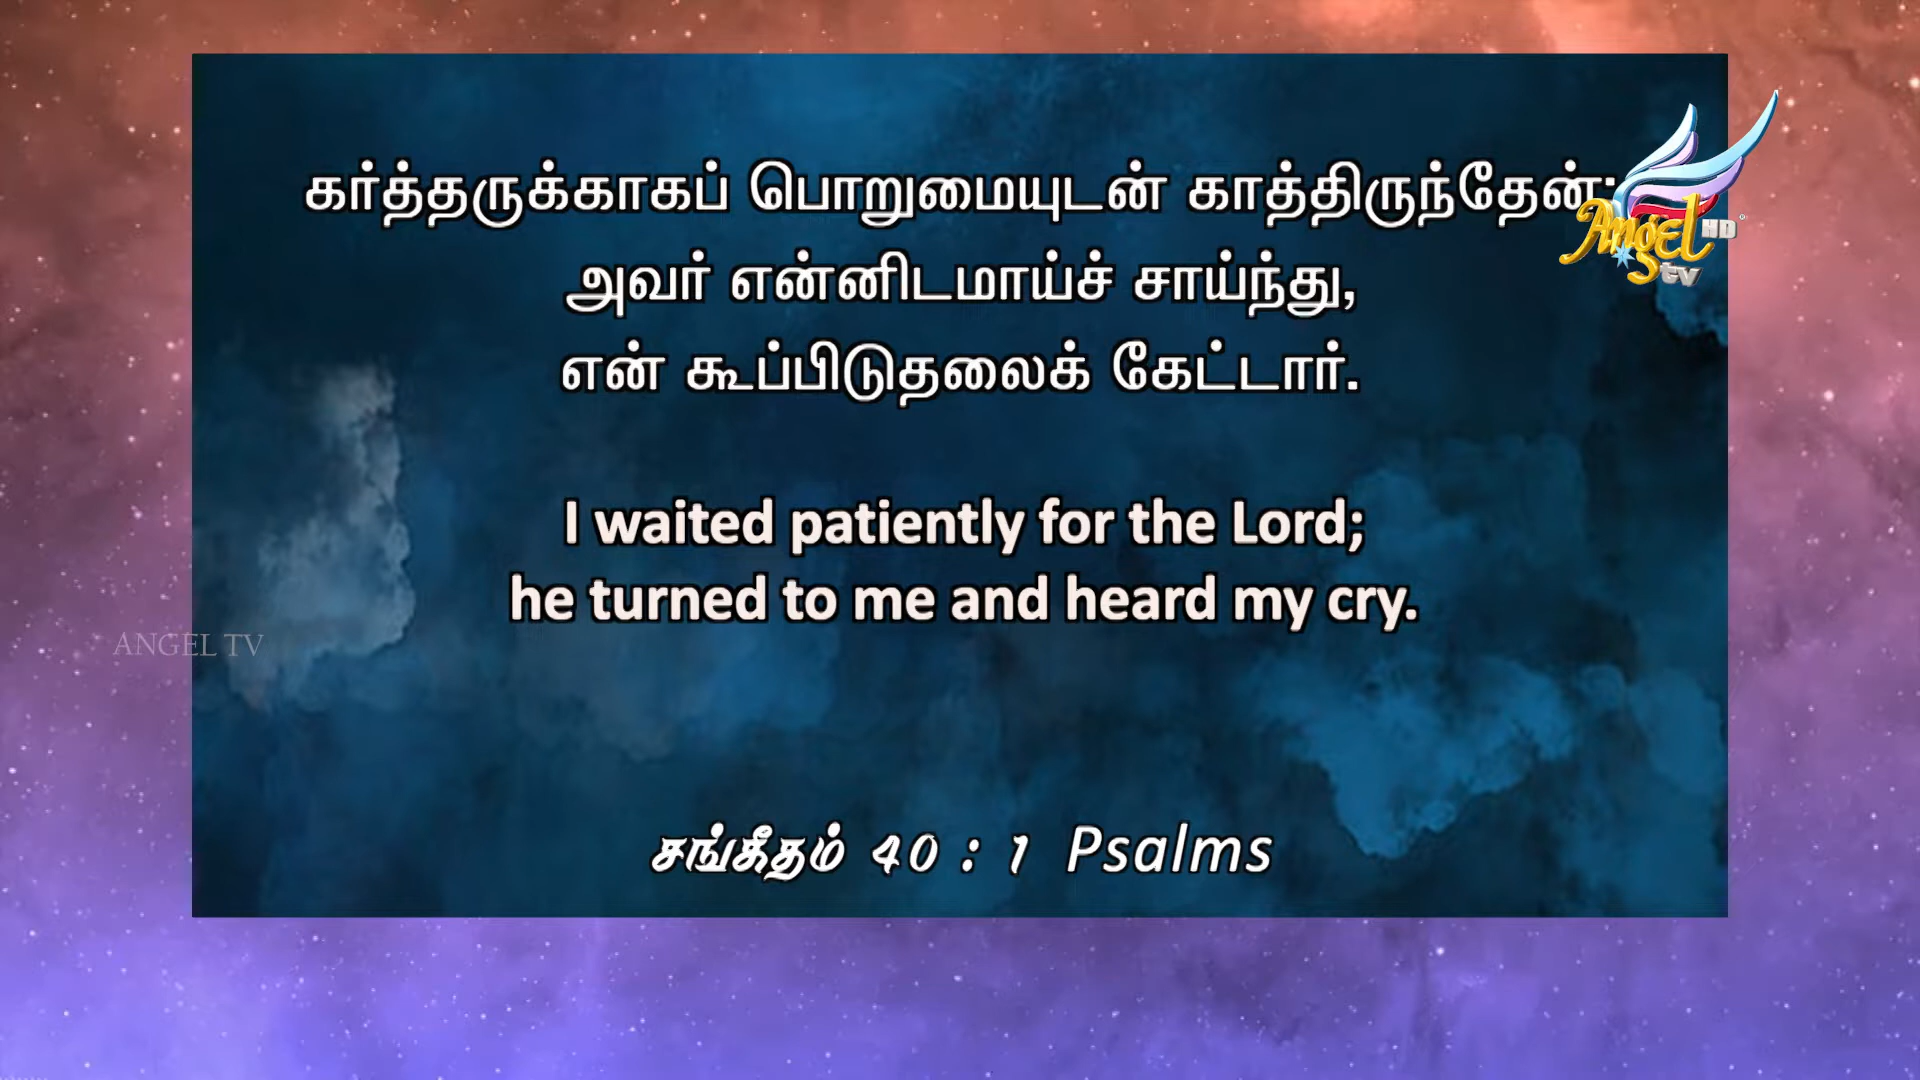 கர்த்தருக்காகப் பொறுமையுடன் காத்திருந்தேன்;
அவர் என்னிடமாய்ச் சாய்ந்து,
என் கூப்பிடுதலைக் கேட்டார்.
I waited patiently for the Lord;
he turned to me and heard my cry.
சங்கீதம் 40 : 1 Psalms
Angel HD
tv
ANGEL TV